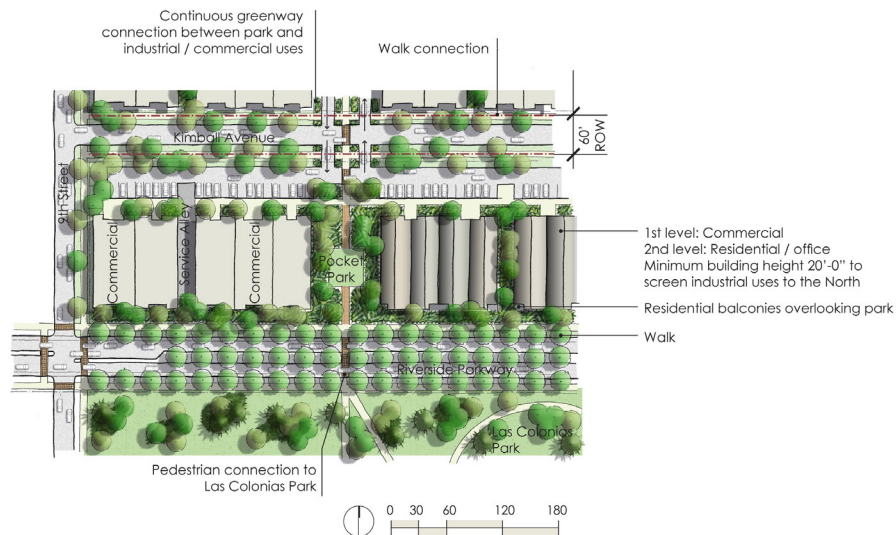 Continuous greenway
connection between park and
industrial / commercial uses
Walk connection
Kimball Avenue
60'
ROW
9th Street
Commercial
Service Alley
Commercial
Pocket
Park
1st level: Commercial
2nd level: Residential / office
Minimum building height 20'-0" to
screen industrial uses to the North
Residential balconies overlooking park
Walk
Riverside Parkway
Las Colonias
Park
Pedestrian connection to
Las Colonias Park
0 30 60 120 180